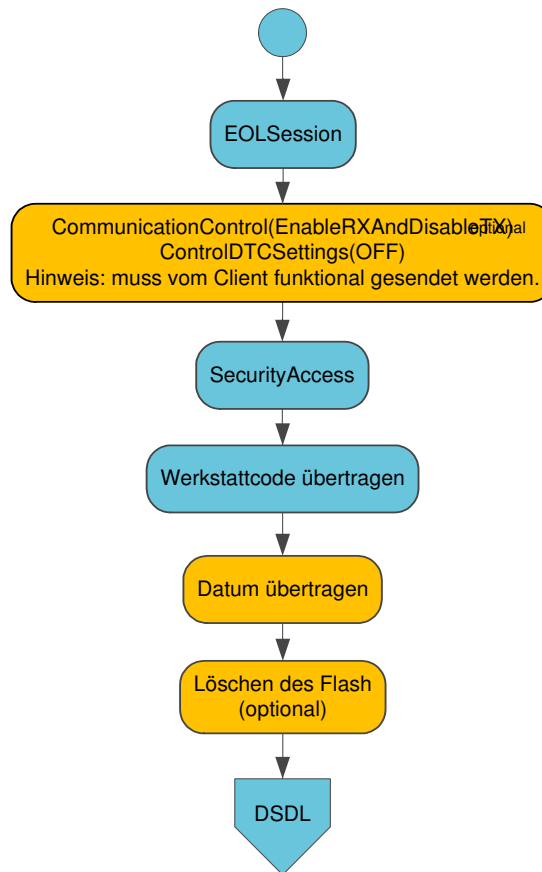 EOLSession
CommunicationControl(EnableRXAndDisableTX)
optional
ControlDTCSettings(OFF)
Hinweis: muss vom Client funktional gesendet werden.
SecurityAccess
Werkstattcode übertragen
Datum übertragen
Löschen des Flash
(optional)
DSDL